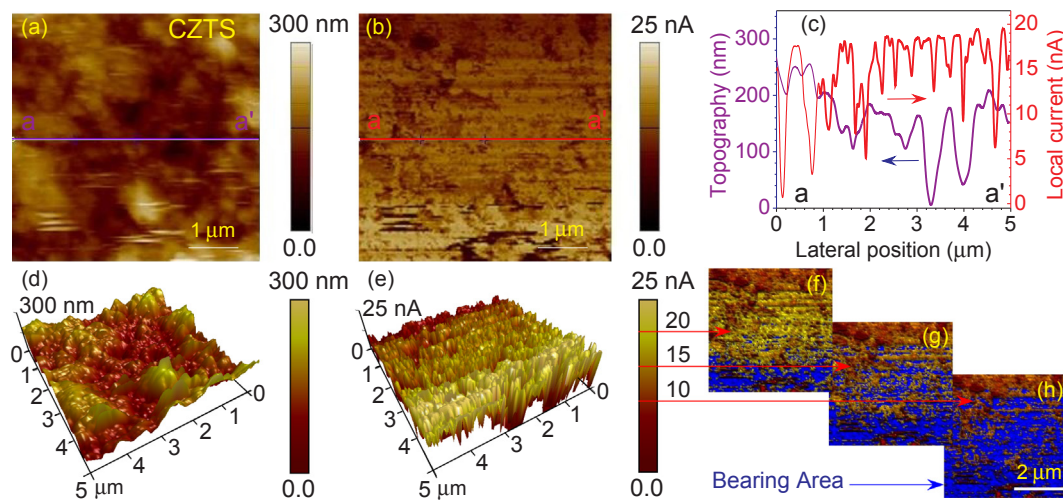 (a)
CZTS
a
a'
1 μm
300 nm
0.0
(b)
a
a'
1 μm
25 nA
0.0
(c)
Topography (nm)
300
200
100
0
Local current (nA)
20
15
10
5
0
a
a'
0 1 2 3 4 5
Lateral position (μm)
(d)
300 nm
0
1
2
3
4
5 μm
4
3
2
1
0
300 nm
0.0
(e)
25 nA
0
1
2
3
4
5 μm
4
3
2
1
0
25 nA
20
15
10
0.0
(f)
(g)
(h)
Bearing Area
2 μm